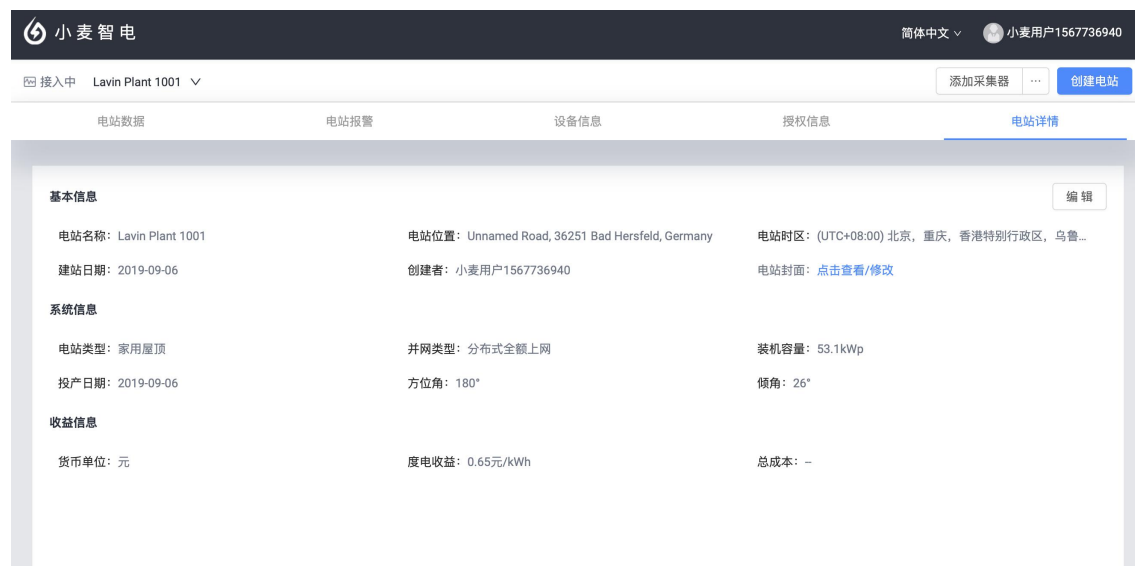 小麦智电
简体中文 小麦用户1567736940
接入中 Lavin Plant 1001 添加采集器 ··· 创建电站
电站数据 电站报警 设备信息 授权信息 电站详情
基本信息 编辑
电站名称：Lavin Plant 1001 电站位置：Unnamed Road, 36251 Bad Hersfeld, Germany 电站时区：(UTC+08:00) 北京，重庆，香港特别行政区，乌鲁...
建站日期：2019-09-06 创建者：小麦用户1567736940 电站封面：点击查看/修改
系统信息
电站类型：家用屋顶 并网类型：分布式全额上网 装机容量：53.1kWp
投产日期：2019-09-06 方位角：180° 倾角：26°
收益信息
货币单位：元 度电收益：0.65元/kWh 总成本：–